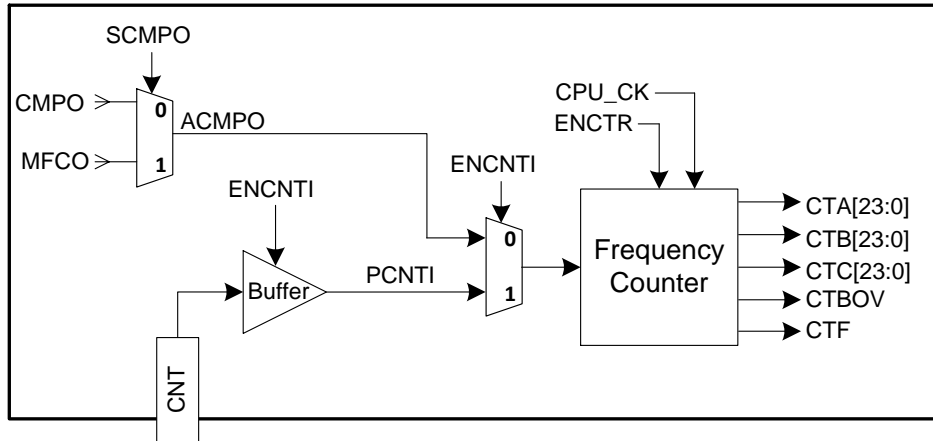 SCMPO
CMPO
0
CPU_CK
ACMPO
ENCTR
MFCO
1
ENCNTI
ENCNTI
CTA[23:0]
0
CTB[23:0]
Frequency
Counter
CTC[23:0]
Buffer
PCNTI
1
CTBOV
CTF
CNT